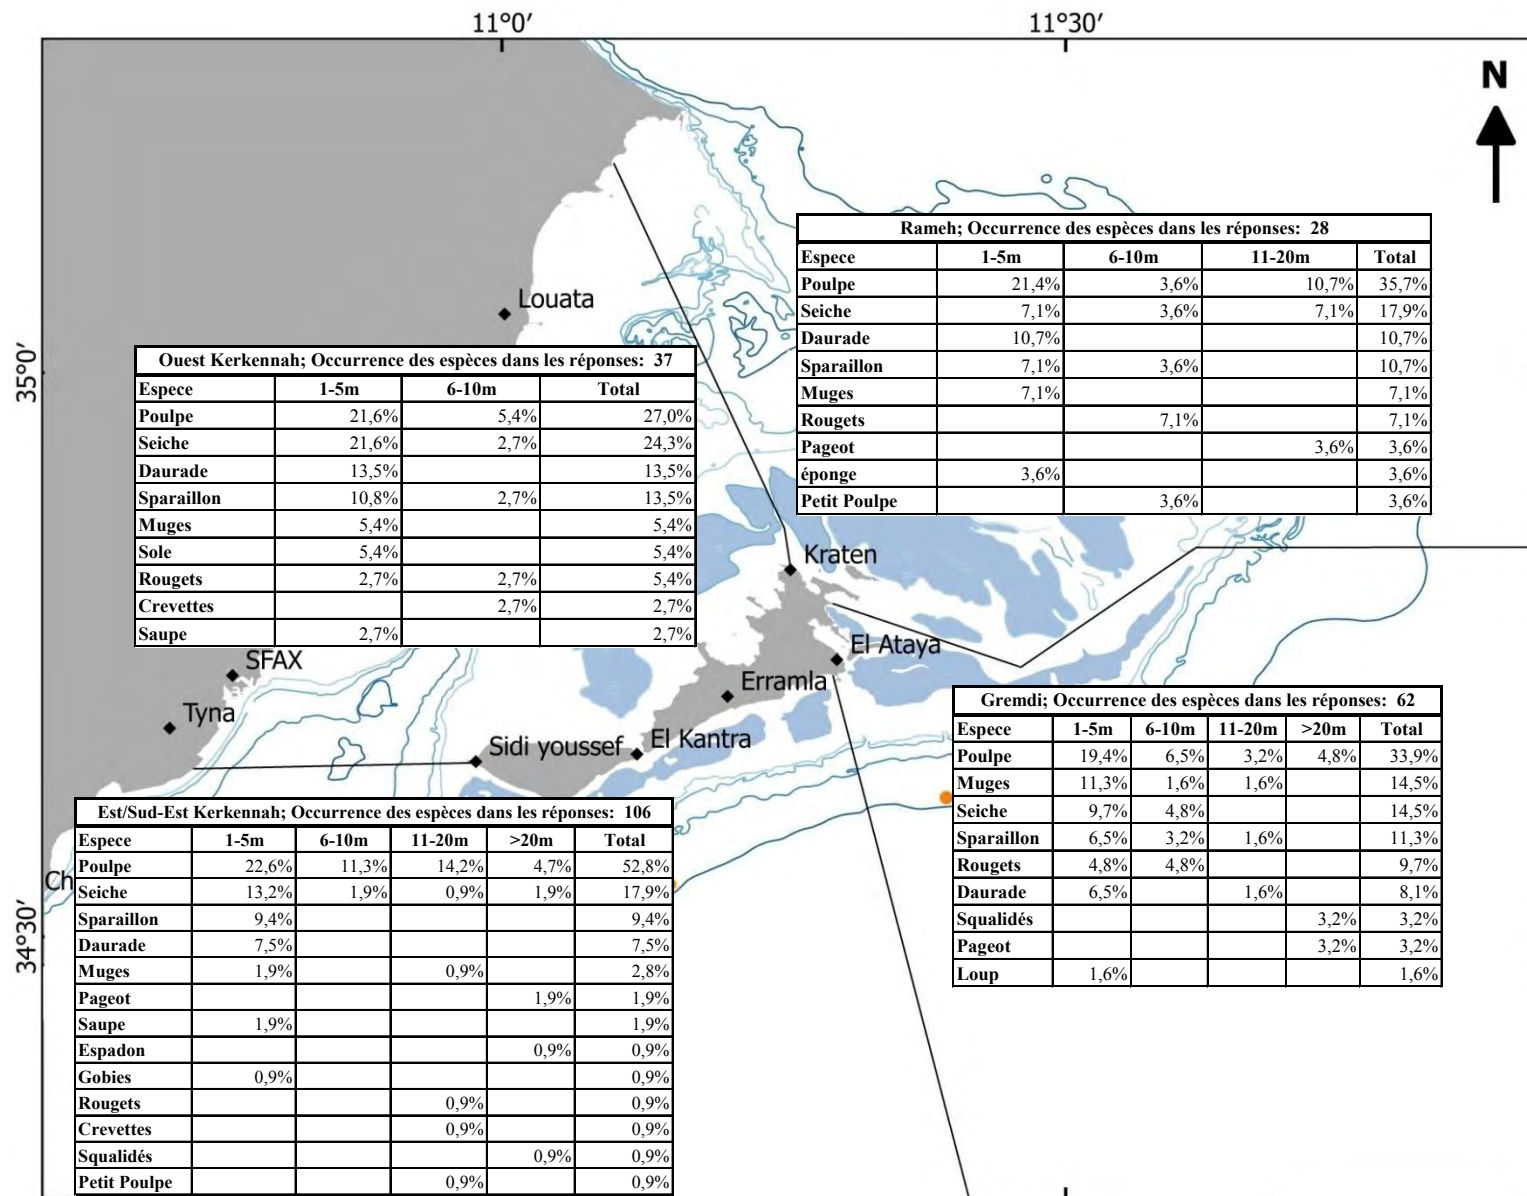 11°0′ 11°30′
N
Rameh; Occurrence des espèces dans les réponses: 28
Espece 1-5m 6-10m 11-20m Total
Poulpe 21,4% 3,6% 10,7% 35,7%
Seiche 7,1% 3,6% 7,1% 17,9%
Daurade 10,7% 10,7%
Sparaillon 7,1% 3,6% 10,7%
Muges 7,1% 7,1%
Rougets 7,1% 7,1%
Pageot 3,6% 3,6%
éponge 3,6% 3,6%
Petit Poulpe 3,6% 3,6%
Louata
35°0′
Ouest Kerkennah; Occurrence des espèces dans les réponses: 37
Espece 1-5m 6-10m Total
Poulpe 21,6% 5,4% 27,0%
Seiche 21,6% 2,7% 24,3%
Daurade 13,5% 13,5%
Sparaillon 10,8% 2,7% 13,5%
Muges 5,4% 5,4%
Sole 5,4% 5,4%
Rougets 2,7% 2,7% 5,4%
Crevettes 2,7% 2,7%
Saupe 2,7% 2,7%
Kraten
El Ataya
SFAX
Erramla
Tyna
El Kantra
Sidi youssef
Gremdi; Occurrence des espèces dans les réponses: 62
Espece 1-5m 6-10m 11-20m >20m Total
Poulpe 19,4% 6,5% 3,2% 4,8% 33,9%
Muges 11,3% 1,6% 1,6% 14,5%
Seiche 9,7% 4,8% 14,5%
Sparaillon 6,5% 3,2% 1,6% 11,3%
Rougets 4,8% 4,8% 9,7%
Daurade 6,5% 1,6% 8,1%
Squalidés 3,2% 3,2%
Pageot 3,2% 3,2%
Loup 1,6% 1,6%
Ch
34°30′
Est/Sud-Est Kerkennah; Occurrence des espèces dans les réponses: 106
Espece 1-5m 6-10m 11-20m >20m Total
Poulpe 22,6% 11,3% 14,2% 4,7% 52,8%
Seiche 13,2% 1,9% 0,9% 1,9% 17,9%
Sparaillon 9,4% 9,4%
Daurade 7,5% 7,5%
Muges 1,9% 0,9% 2,8%
Pageot 1,9% 1,9%
Saupe 1,9% 1,9%
Espadon 0,9% 0,9%
Gobies 0,9% 0,9%
Rougets 0,9% 0,9%
Crevettes 0,9% 0,9%
Squalidés 0,9% 0,9%
Petit Poulpe 0,9% 0,9%